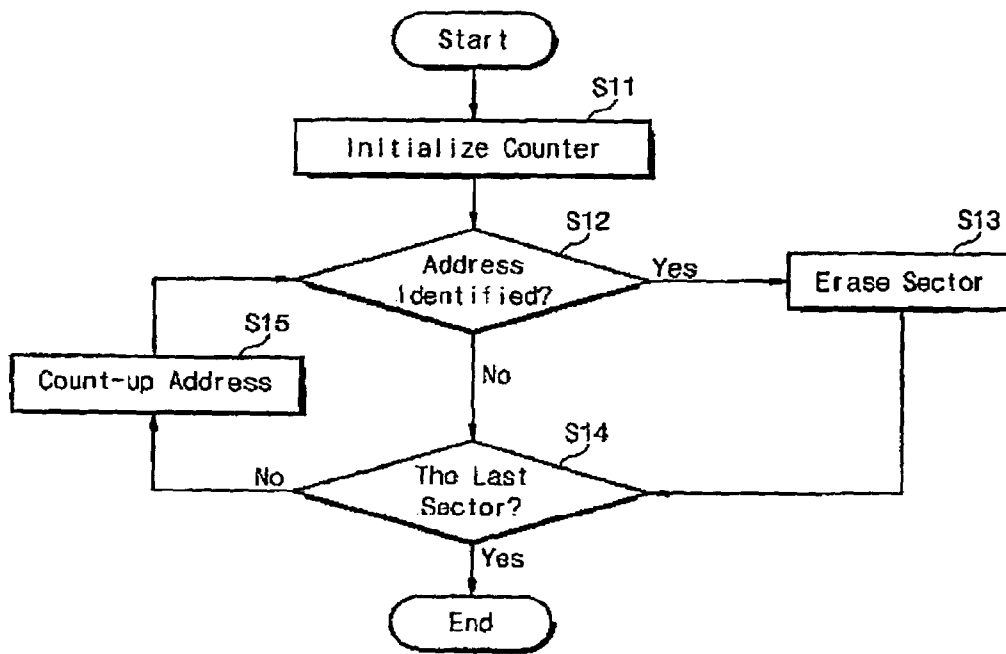 Start
S11
Initialize Counter
S12
Address
Identified?
Yes
S13
Erase Sector
S15
Count-up Address
No
S14
No
The Last
Sector?
Yes
End